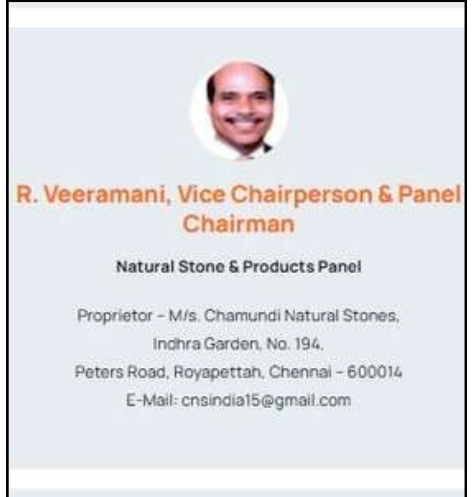 R. Veeramani, Vice Chairperson & Panel
Chairman
Natural Stone & Products Panel
Proprietor – M/s. Chamundi Natural Stones,
Indhra Garden, No. 194,
Peters Road, Royapettah, Chennai – 600014
E-Mail: cnsindia15@gmail.com